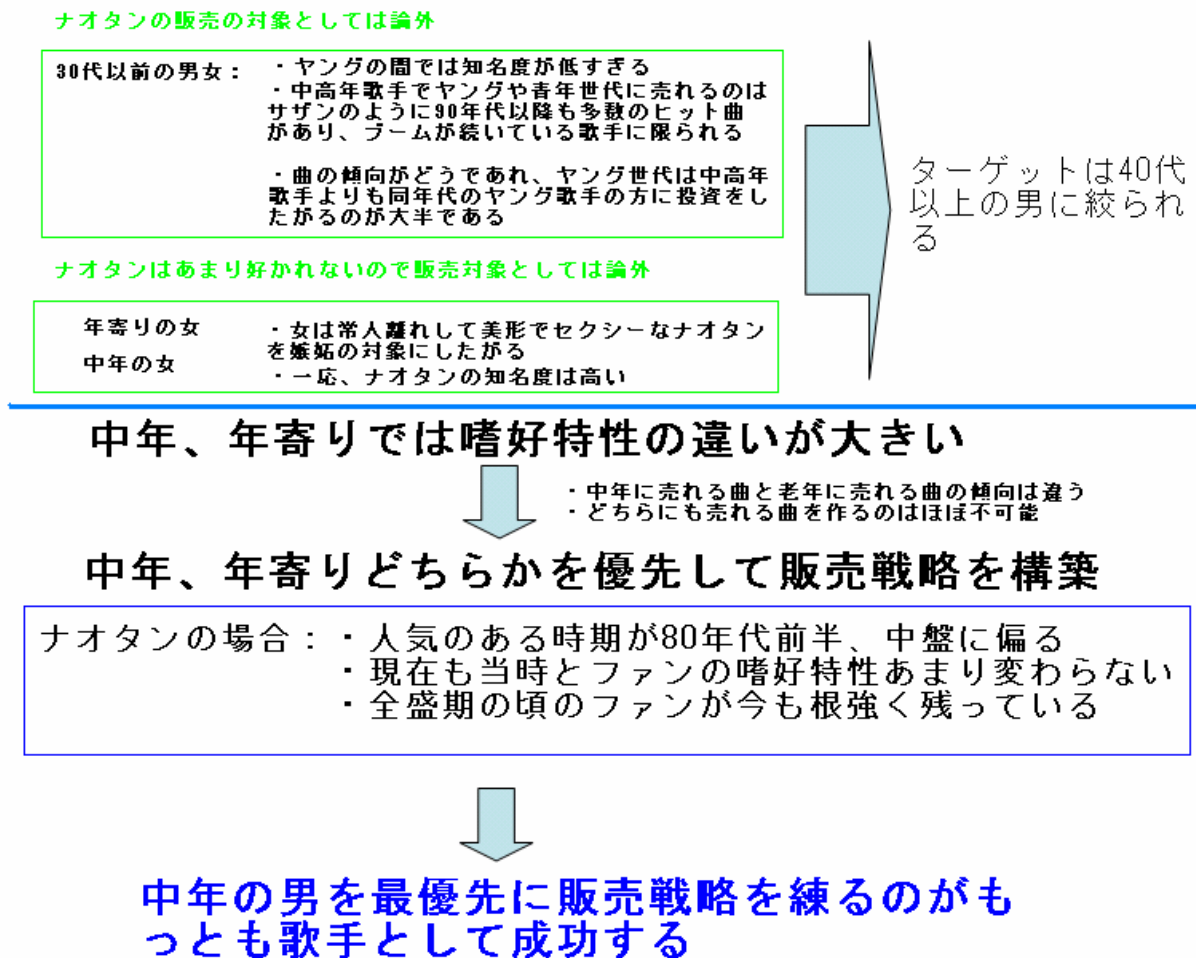 ナオタンの販売の対象としては論外
30代以前の男女：
・ヤングの間では知名度が低すぎる
・中高年歌手でヤングや青年世代に売れるのは
サザンのように90年代以降も多数のヒット曲
があり、ブームが続いている歌手に限られる
・曲の傾向がどうであれ、ヤング世代は中高年
歌手よりも同年代のヤング歌手の方に投資をし
たがるのが大半である
ターゲットは40代
以上の男に絞られ
る
ナオタンはあまり好かれないので販売対象としては論外
年寄りの女
中年の女
・女は常人離れして美形でセクシーなナオタン
を嫉妬の対象にしたがる
・一応、ナオタンの知名度は高い
中年、年寄りでは嗜好特性の違いが大きい
・中年に売れる曲と老年に売れる曲の傾向は違う
・どちらにも売れる曲を作るのはほぼ不可能
中年、年寄りどちらかを優先して販売戦略を構築
ナオタンの場合：・人気のある時期が80年代前半、中盤に偏る
・現在も当時とファンの嗜好特性あまり変わらない
・全盛期の頃のファンが今も根強く残っている
中年の男を最優先に販売戦略を練るのがも
っとも歌手として成功する